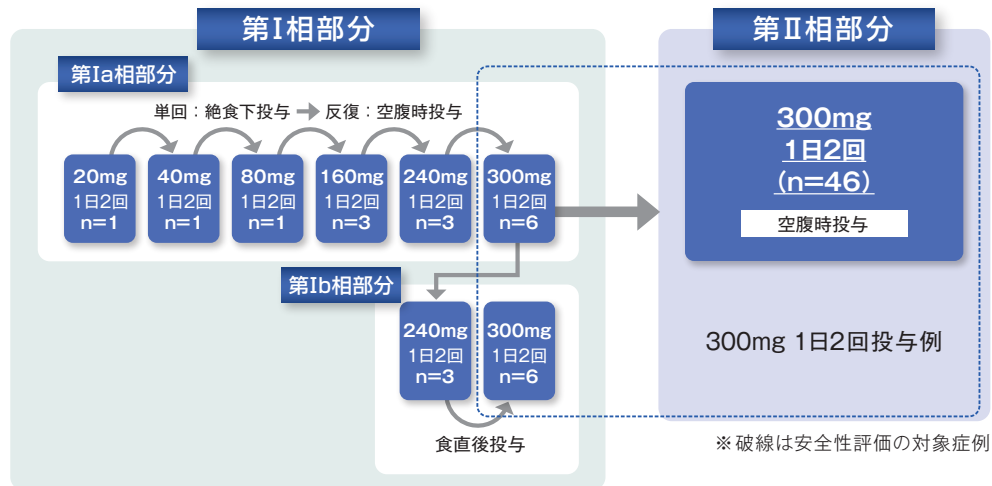 第Ⅰ相部分
第Ⅱ相部分
第Ia相部分
単回：絶食下投与 反復：空腹時投与
20mg
1日2回
n=1
40mg
1日2回
n=1
80mg
1日2回
n=1
160mg
1日2回
n=3
240mg
1日2回
n=3
300mg
1日2回
n=6
300mg
1日2回
(n=46)
空腹時投与
第Ib相部分
240mg
1日2回
n=3
300mg
1日2回
n=6
食直後投与
300mg 1日2回投与例
※破線は安全性評価の対象症例